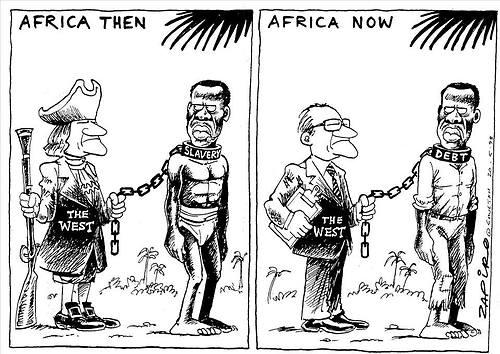 AFRICA THEN
SLAVERY
THE
WEST
AFRICA NOW
DEBT
THE
WEST
ZAPIRO